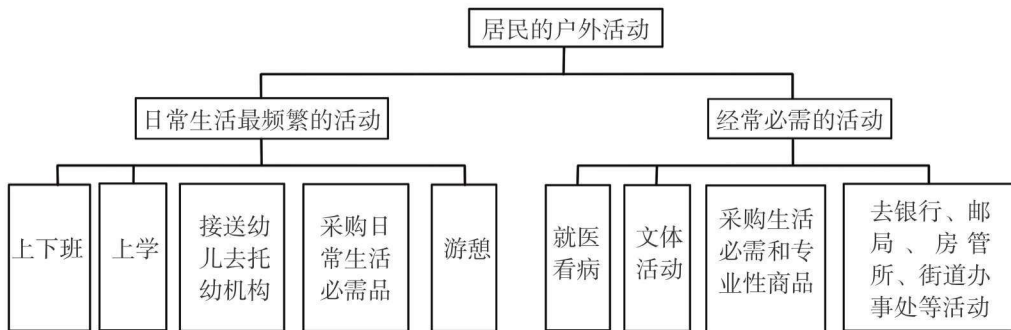 居民的户外活动
日常生活最频繁的活动
经常必需的活动
上下班
上学
接送幼
儿去托
幼机构
采购日
常生活
必需品
游憩
就医
看病
文体
活动
采购生活
必需和专
业性商品
去银行、邮
局、房管
所、街道办
事处等活动